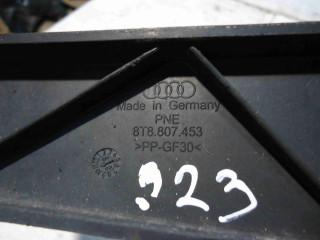 Made in Germany
PNE
8T8.807.453
>PP-GF30<
323